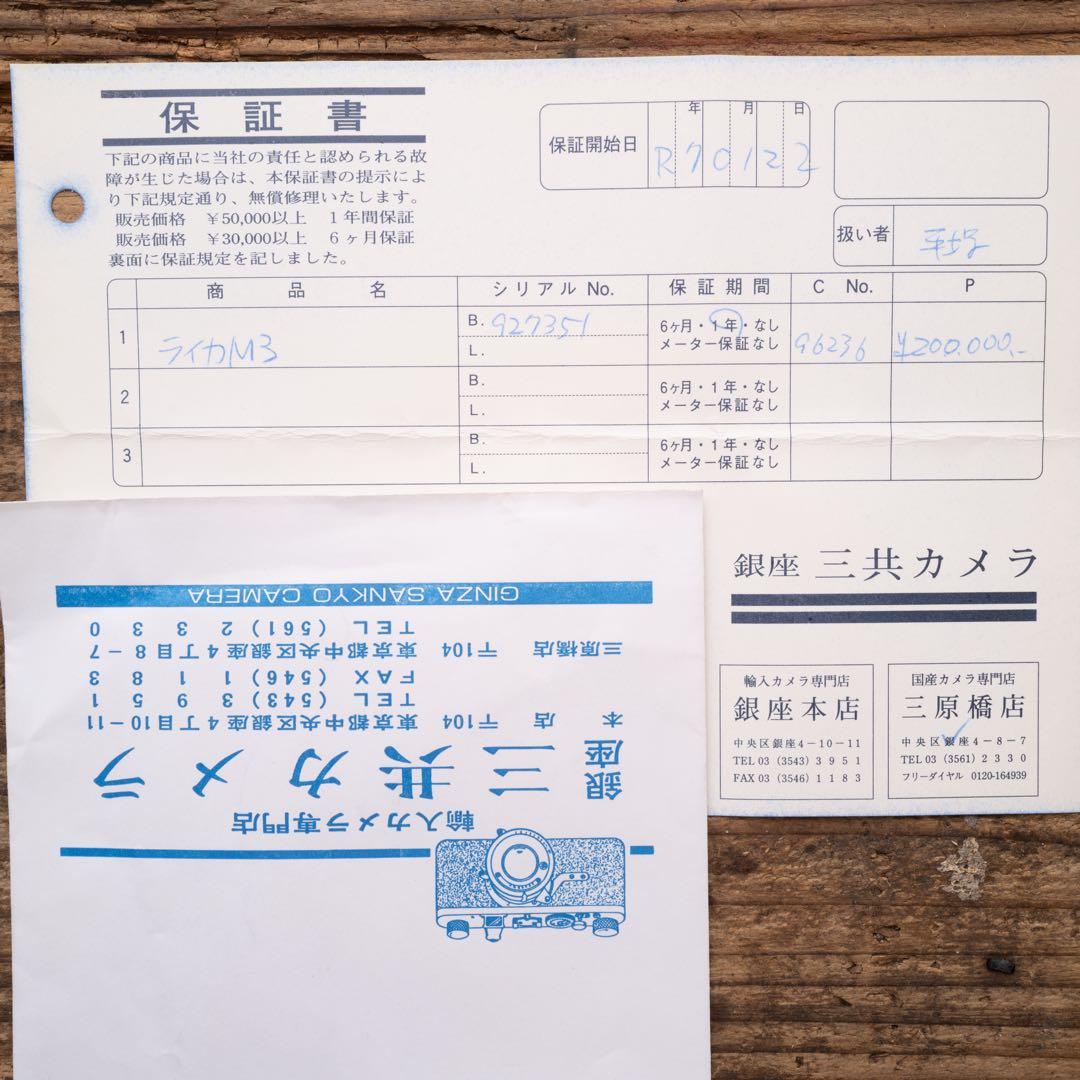 保証書
下記の商品に当社の責任と認められる故
障が生じた場合は、本保証書の提示によ
り下記規定通り、無償修理いたします。
販売価格 ￥50,000以上 1年間保証
販売価格 ￥30,000以上 6ヶ月保証
裏面に保証規定を記しました。
保証開始日 年 月 日
R 7 0 1 2 2
扱い者
商品名 シリアル No. 保証期間 C No. P
1 ライカM3 B. 927351 6ヶ月・1年・なし 96236 ¥200.000.-
L. メーター保証なし
2 B. 6ヶ月・1年・なし
L. メーター保証なし
3 B. 6ヶ月・1年・なし
L. メーター保証なし
銀座 三共カメラ
輸入カメラ専門店
銀座本店
中央区銀座4-10-11
TEL 03 (3543) 3951
FAX 03 (3546) 1183
国産カメラ専門店
三原橋店
中央区銀座4-8-7
TEL 03 (3561) 2330
フリーダイヤル 0120-164939
輸入カメラ専門店
銀座 三共カメラ
本店 〒104 東京都中央区銀座4丁目10-11
TEL (543) 3951
FAX (546) 1183
三原橋店 〒104 東京都中央区銀座4丁目8-7
TEL (561) 2330
GINZA SANKYO CAMERA